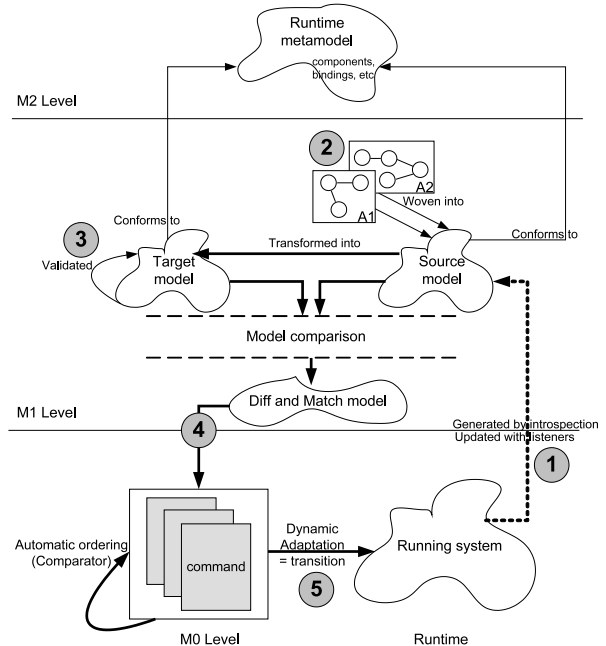 Runtime
metamodel
components,
bindings, etc
M2 Level
2
A2
A1
Woven into
Conforms to
Conforms to
3
Validated
Transformed into
Target
model
Source
model
Model comparison
Diff and Match model
M1 Level
4
Generated by introspection
Updated with listeners
1
Automatic ordering
(Comparator)
command
Dynamic
Adaptation
= transition
5
Running system
M0 Level
Runtime